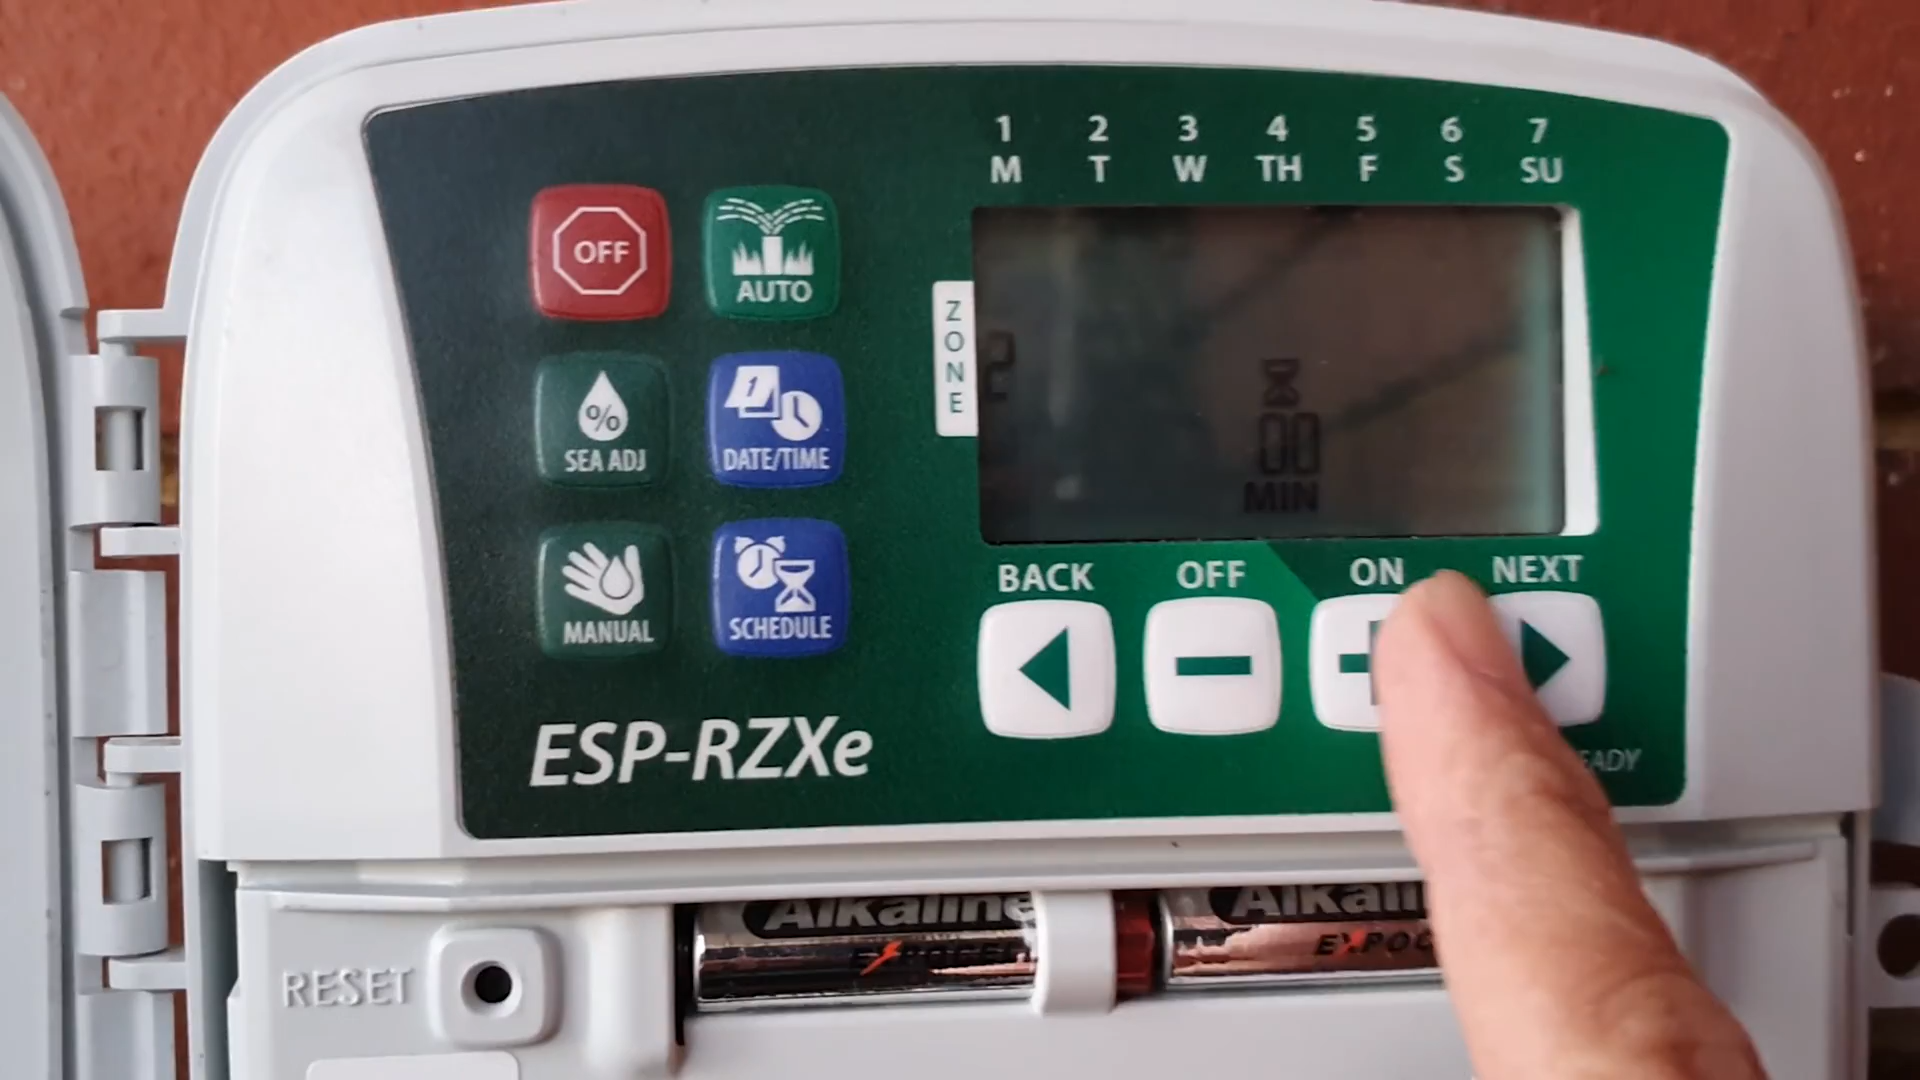 1 2 3 4 5 6 7
M T W TH F S SU
OFF
AUTO
ZONE
2
00
MIN
%
SEA ADJ
1
DATE/TIME
MANUAL
SCHEDULE
BACK OFF ON NEXT
ESP-RZXe
Alkaline
RESET